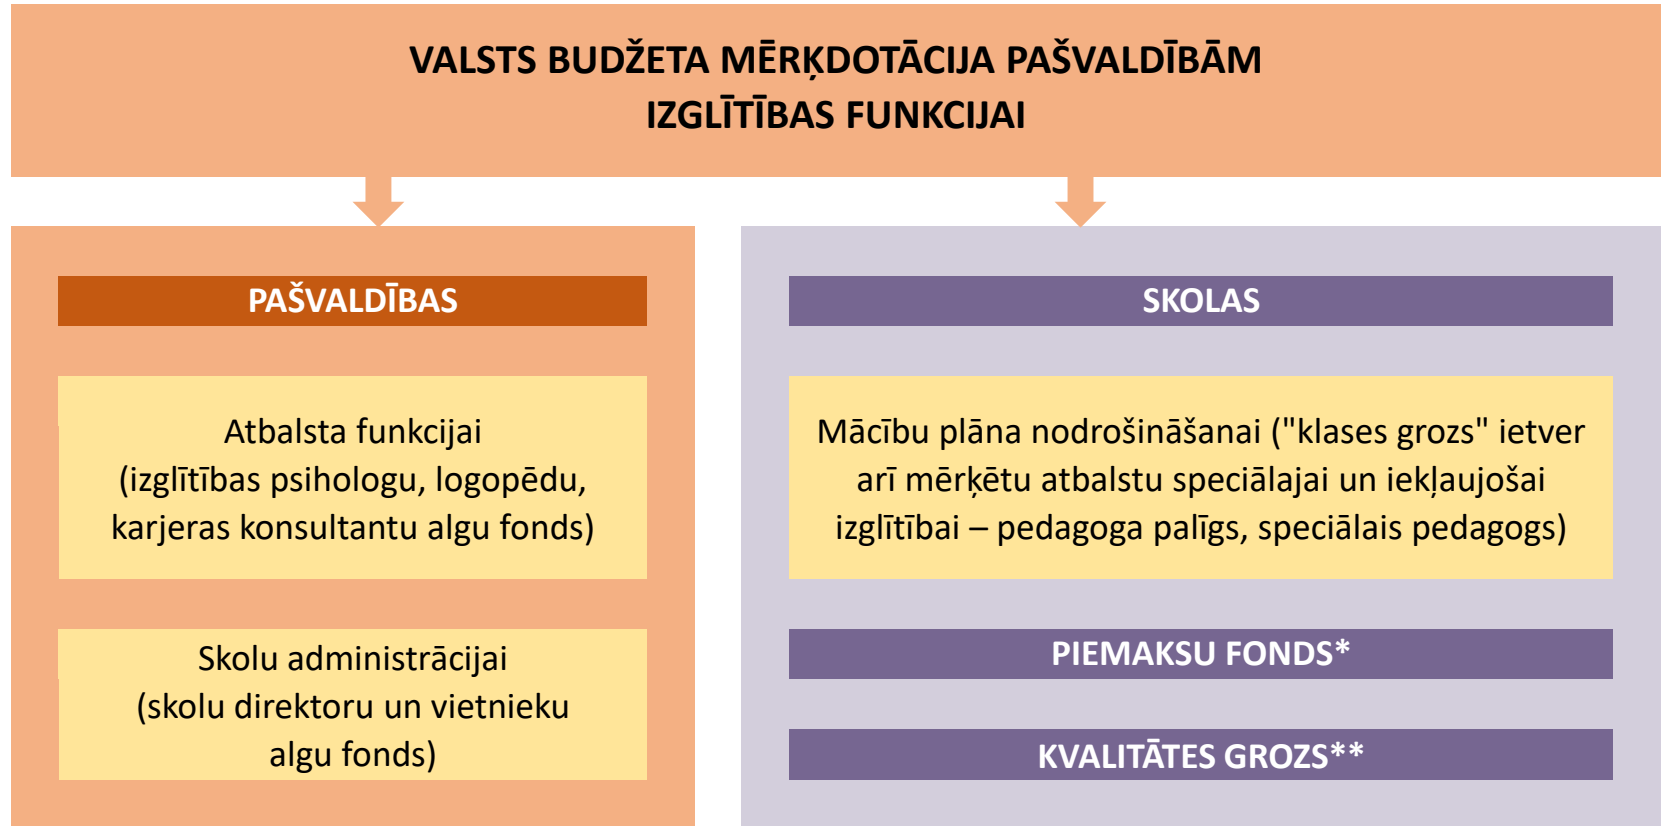 VALSTS BUDŽETA MĒRĶDOTĀCIJA PAŠVALDĪBĀM
IZGLĪTĪBAS FUNKCIJAI
PAŠVALDĪBAS
Atbalsta funkcijai
(izglītības psihologu, logopēdu,
karjeras konsultantu algu fonds)
Skolu administrācijai
(skolu direktoru un vietnieku
algu fonds)
SKOLAS
Mācību plāna nodrošināšanai ("klases grozs" ietver
arī mērķētu atbalstu speciālajai un iekļaujošai
izglītībai – pedagoga palīgs, speciālais pedagogs)
PIEMAKSU FONDS*
KVALITĀTES GROZS**